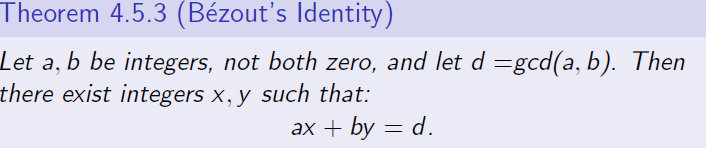 Theorem 4.5.3 (Bézout's Identity)
Let a, b be integers, not both zero, and let d =gcd(a, b). Then
there exist integers x, y such that:
ax + by = d.